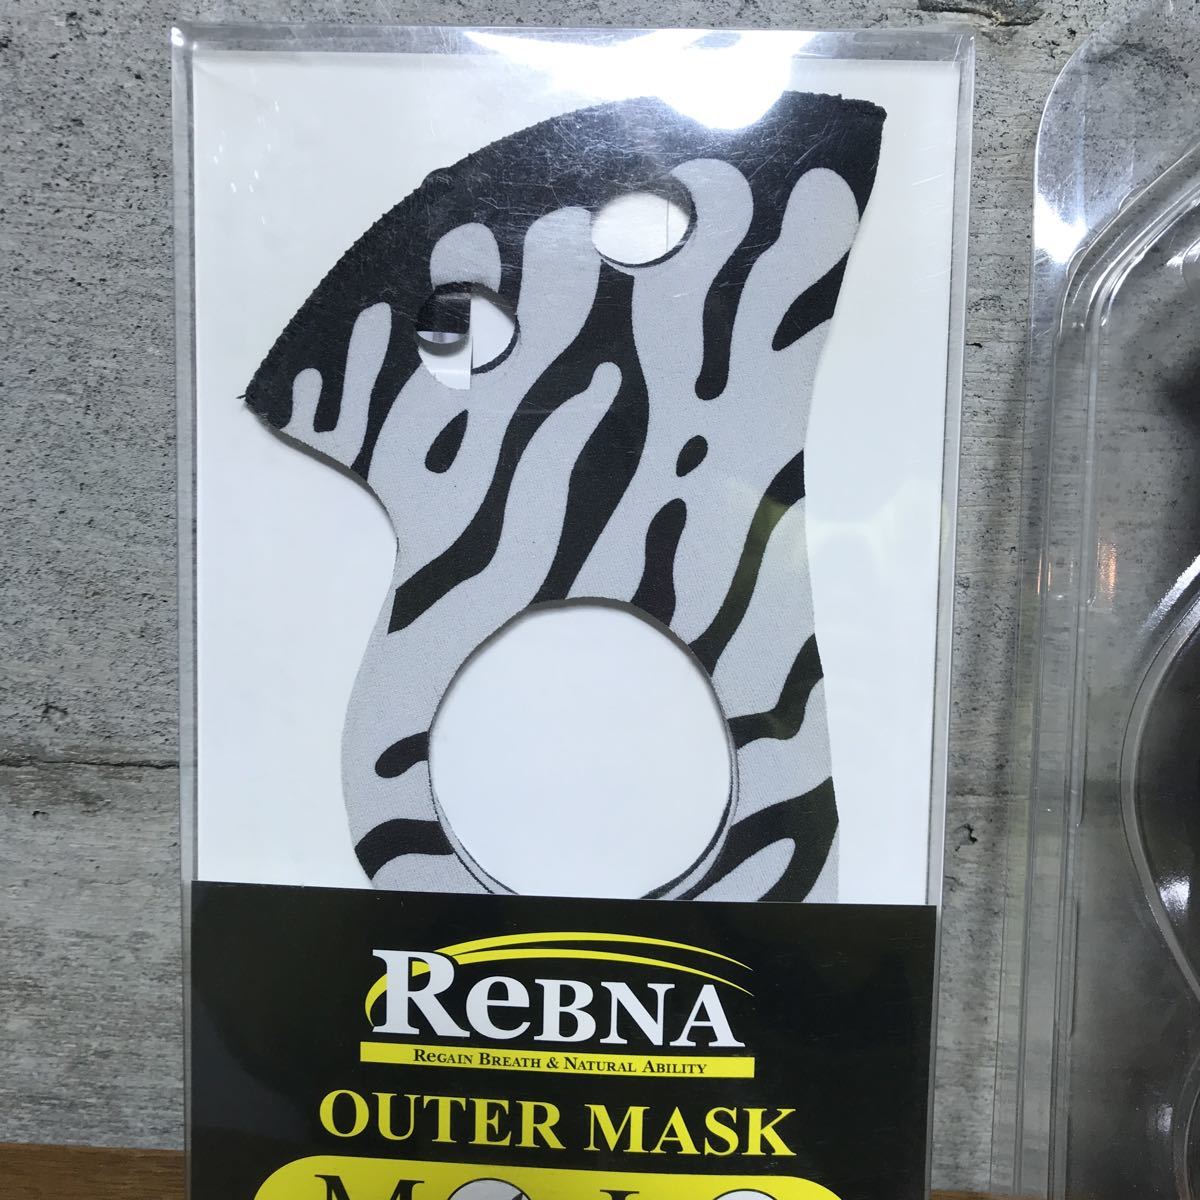 ReBNA
Regain Breath & Natural Ability
OUTER MASK
M L